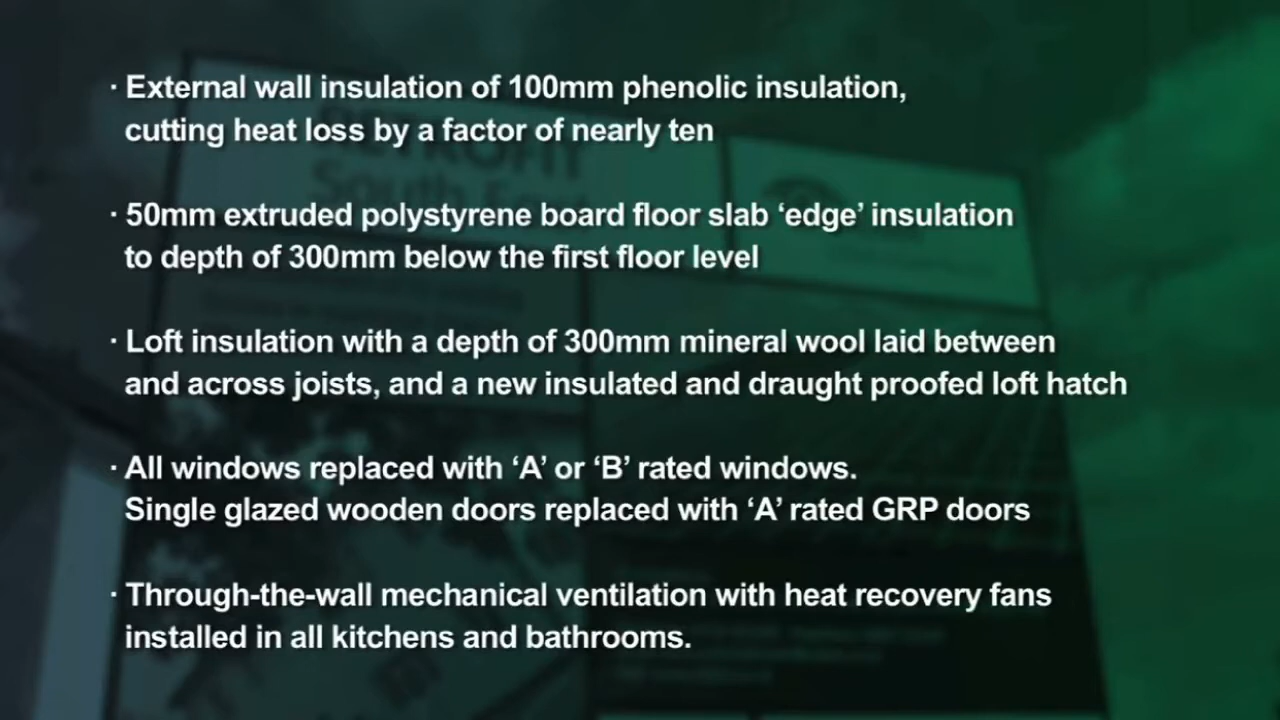 · External wall insulation of 100mm phenolic insulation,
cutting heat loss by a factor of nearly ten
· 50mm extruded polystyrene board floor slab ‘edge’ insulation
to depth of 300mm below the first floor level
· Loft insulation with a depth of 300mm mineral wool laid between
and across joists, and a new insulated and draught proofed loft hatch
· All windows replaced with ‘A’ or ‘B’ rated windows.
Single glazed wooden doors replaced with ‘A’ rated GRP doors
· Through-the-wall mechanical ventilation with heat recovery fans
installed in all kitchens and bathrooms.
RETROFIT
South East